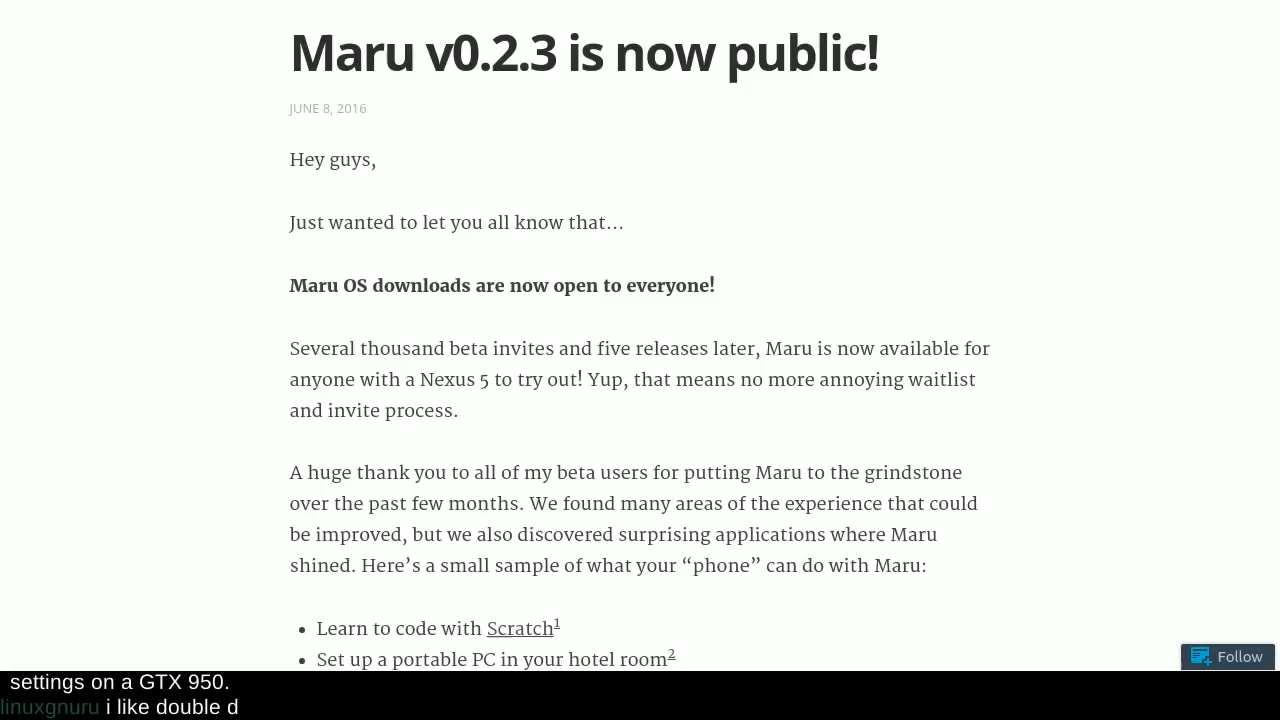 Maru v0.2.3 is now public!
JUNE 8, 2016
Hey guys,
Just wanted to let you all know that…
Maru OS downloads are now open to everyone!
Several thousand beta invites and five releases later, Maru is now available for
anyone with a Nexus 5 to try out! Yup, that means no more annoying waitlist
and invite process.
A huge thank you to all of my beta users for putting Maru to the grindstone
over the past few months. We found many areas of the experience that could
be improved, but we also discovered surprising applications where Maru
shined. Here’s a small sample of what your “phone” can do with Maru:
• Learn to code with Scratch1
• Set up a portable PC in your hotel room2
Follow
settings on a GTX 950.
linuxgnuru i like double d